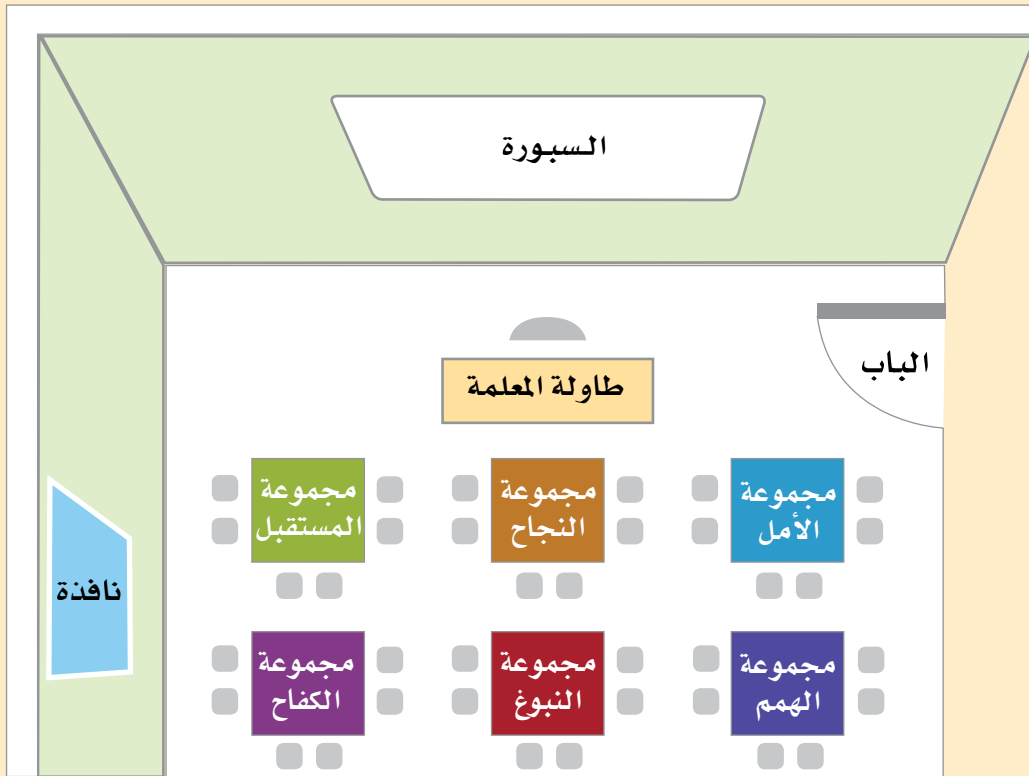 السبورة
الباب
طاولة المعلمة
مجموعة
الأمل
مجموعة
النجاح
مجموعة
المستقبل
نافذة
مجموعة
الهمم
مجموعة
النبوغ
مجموعة
الكفاح